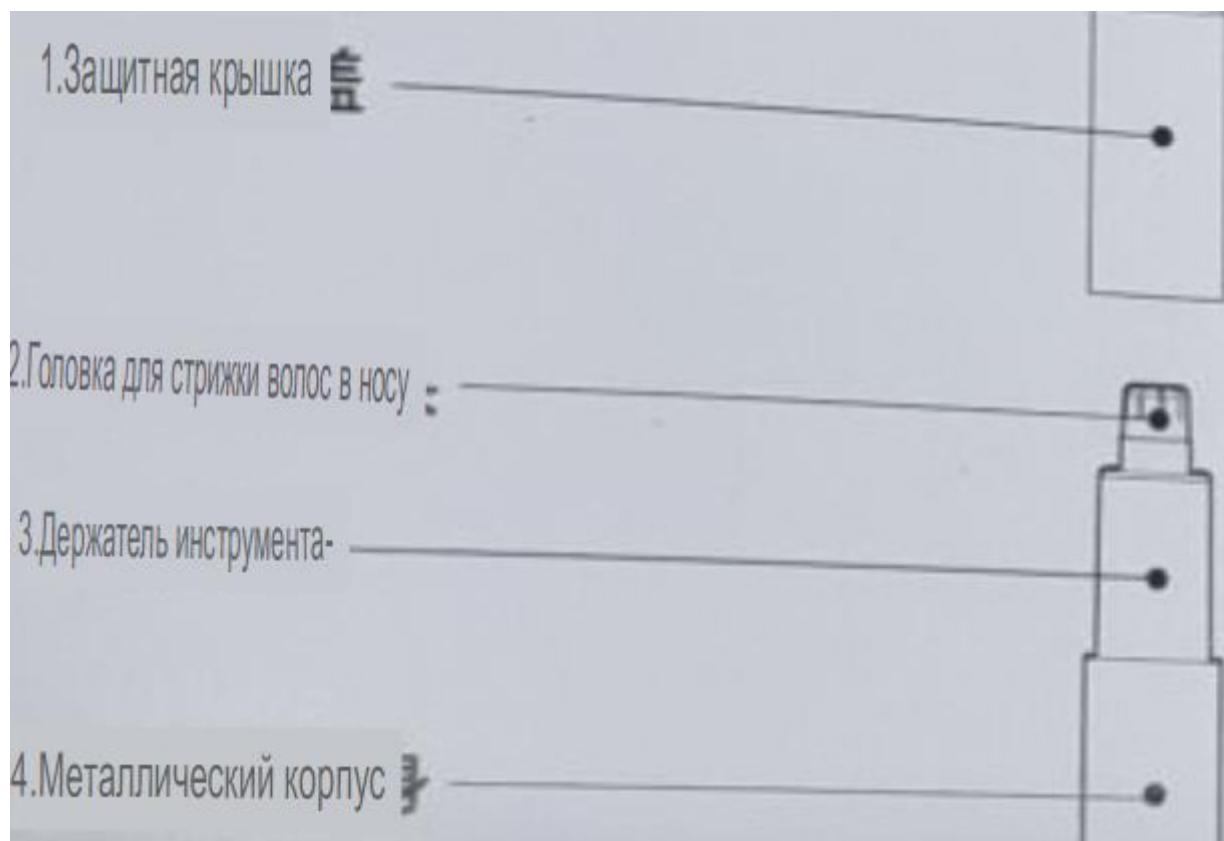 1.Защитная крышка
2.Головка для стрижки волос в носу
3.Держатель инструмента-
4.Металлический корпус